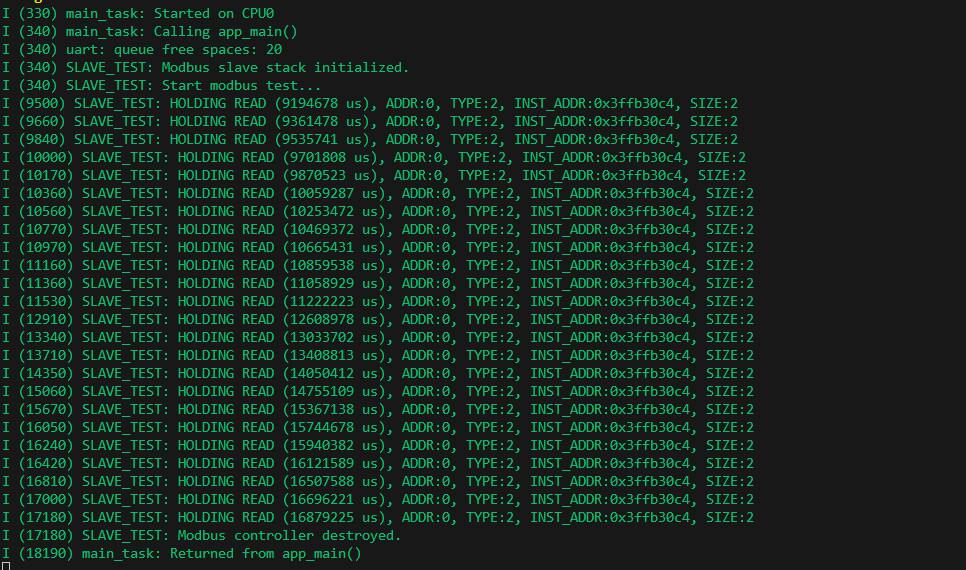 I (330) main_task: Started on CPU0
I (340) main_task: Calling app_main()
I (340) uart: queue free spaces: 20
I (340) SLAVE_TEST: Modbus slave stack initialized.
I (340) SLAVE_TEST: Start modbus test...
I (9500) SLAVE_TEST: HOLDING READ (9194678 us), ADDR:0, TYPE:2, INST_ADDR:0x3ffb30c4, SIZE:2
I (9660) SLAVE_TEST: HOLDING READ (9361478 us), ADDR:0, TYPE:2, INST_ADDR:0x3ffb30c4, SIZE:2
I (9840) SLAVE_TEST: HOLDING READ (9535741 us), ADDR:0, TYPE:2, INST_ADDR:0x3ffb30c4, SIZE:2
I (10000) SLAVE_TEST: HOLDING READ (9701808 us), ADDR:0, TYPE:2, INST_ADDR:0x3ffb30c4, SIZE:2
I (10170) SLAVE_TEST: HOLDING READ (9870523 us), ADDR:0, TYPE:2, INST_ADDR:0x3ffb30c4, SIZE:2
I (10360) SLAVE_TEST: HOLDING READ (10059287 us), ADDR:0, TYPE:2, INST_ADDR:0x3ffb30c4, SIZE:2
I (10560) SLAVE_TEST: HOLDING READ (10253472 us), ADDR:0, TYPE:2, INST_ADDR:0x3ffb30c4, SIZE:2
I (10770) SLAVE_TEST: HOLDING READ (10469372 us), ADDR:0, TYPE:2, INST_ADDR:0x3ffb30c4, SIZE:2
I (10970) SLAVE_TEST: HOLDING READ (10665431 us), ADDR:0, TYPE:2, INST_ADDR:0x3ffb30c4, SIZE:2
I (11160) SLAVE_TEST: HOLDING READ (10859538 us), ADDR:0, TYPE:2, INST_ADDR:0x3ffb30c4, SIZE:2
I (11360) SLAVE_TEST: HOLDING READ (11058929 us), ADDR:0, TYPE:2, INST_ADDR:0x3ffb30c4, SIZE:2
I (11530) SLAVE_TEST: HOLDING READ (11222223 us), ADDR:0, TYPE:2, INST_ADDR:0x3ffb30c4, SIZE:2
I (12910) SLAVE_TEST: HOLDING READ (12608978 us), ADDR:0, TYPE:2, INST_ADDR:0x3ffb30c4, SIZE:2
I (13340) SLAVE_TEST: HOLDING READ (13033702 us), ADDR:0, TYPE:2, INST_ADDR:0x3ffb30c4, SIZE:2
I (13710) SLAVE_TEST: HOLDING READ (13408813 us), ADDR:0, TYPE:2, INST_ADDR:0x3ffb30c4, SIZE:2
I (14350) SLAVE_TEST: HOLDING READ (14050412 us), ADDR:0, TYPE:2, INST_ADDR:0x3ffb30c4, SIZE:2
I (15060) SLAVE_TEST: HOLDING READ (14755109 us), ADDR:0, TYPE:2, INST_ADDR:0x3ffb30c4, SIZE:2
I (15670) SLAVE_TEST: HOLDING READ (15367138 us), ADDR:0, TYPE:2, INST_ADDR:0x3ffb30c4, SIZE:2
I (16050) SLAVE_TEST: HOLDING READ (15744678 us), ADDR:0, TYPE:2, INST_ADDR:0x3ffb30c4, SIZE:2
I (16240) SLAVE_TEST: HOLDING READ (15940382 us), ADDR:0, TYPE:2, INST_ADDR:0x3ffb30c4, SIZE:2
I (16420) SLAVE_TEST: HOLDING READ (16121589 us), ADDR:0, TYPE:2, INST_ADDR:0x3ffb30c4, SIZE:2
I (16810) SLAVE_TEST: HOLDING READ (16507588 us), ADDR:0, TYPE:2, INST_ADDR:0x3ffb30c4, SIZE:2
I (17000) SLAVE_TEST: HOLDING READ (16696221 us), ADDR:0, TYPE:2, INST_ADDR:0x3ffb30c4, SIZE:2
I (17180) SLAVE_TEST: HOLDING READ (16879225 us), ADDR:0, TYPE:2, INST_ADDR:0x3ffb30c4, SIZE:2
I (17180) SLAVE_TEST: Modbus controller destroyed.
I (18190) main_task: Returned from app_main()